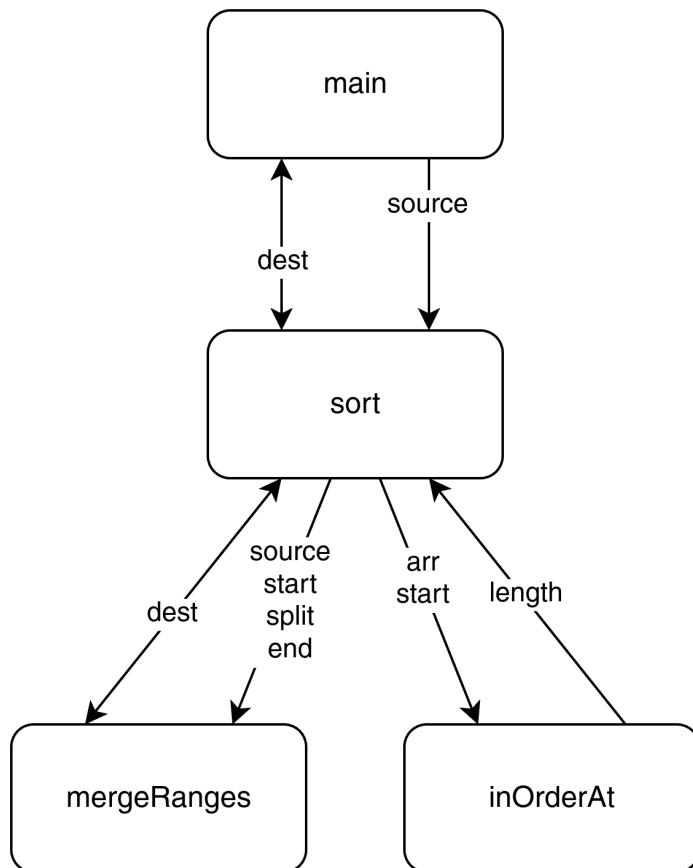 main
source
dest
sort
source
start
split
end
dest
arr
start
length
mergeRanges
inOrderAt